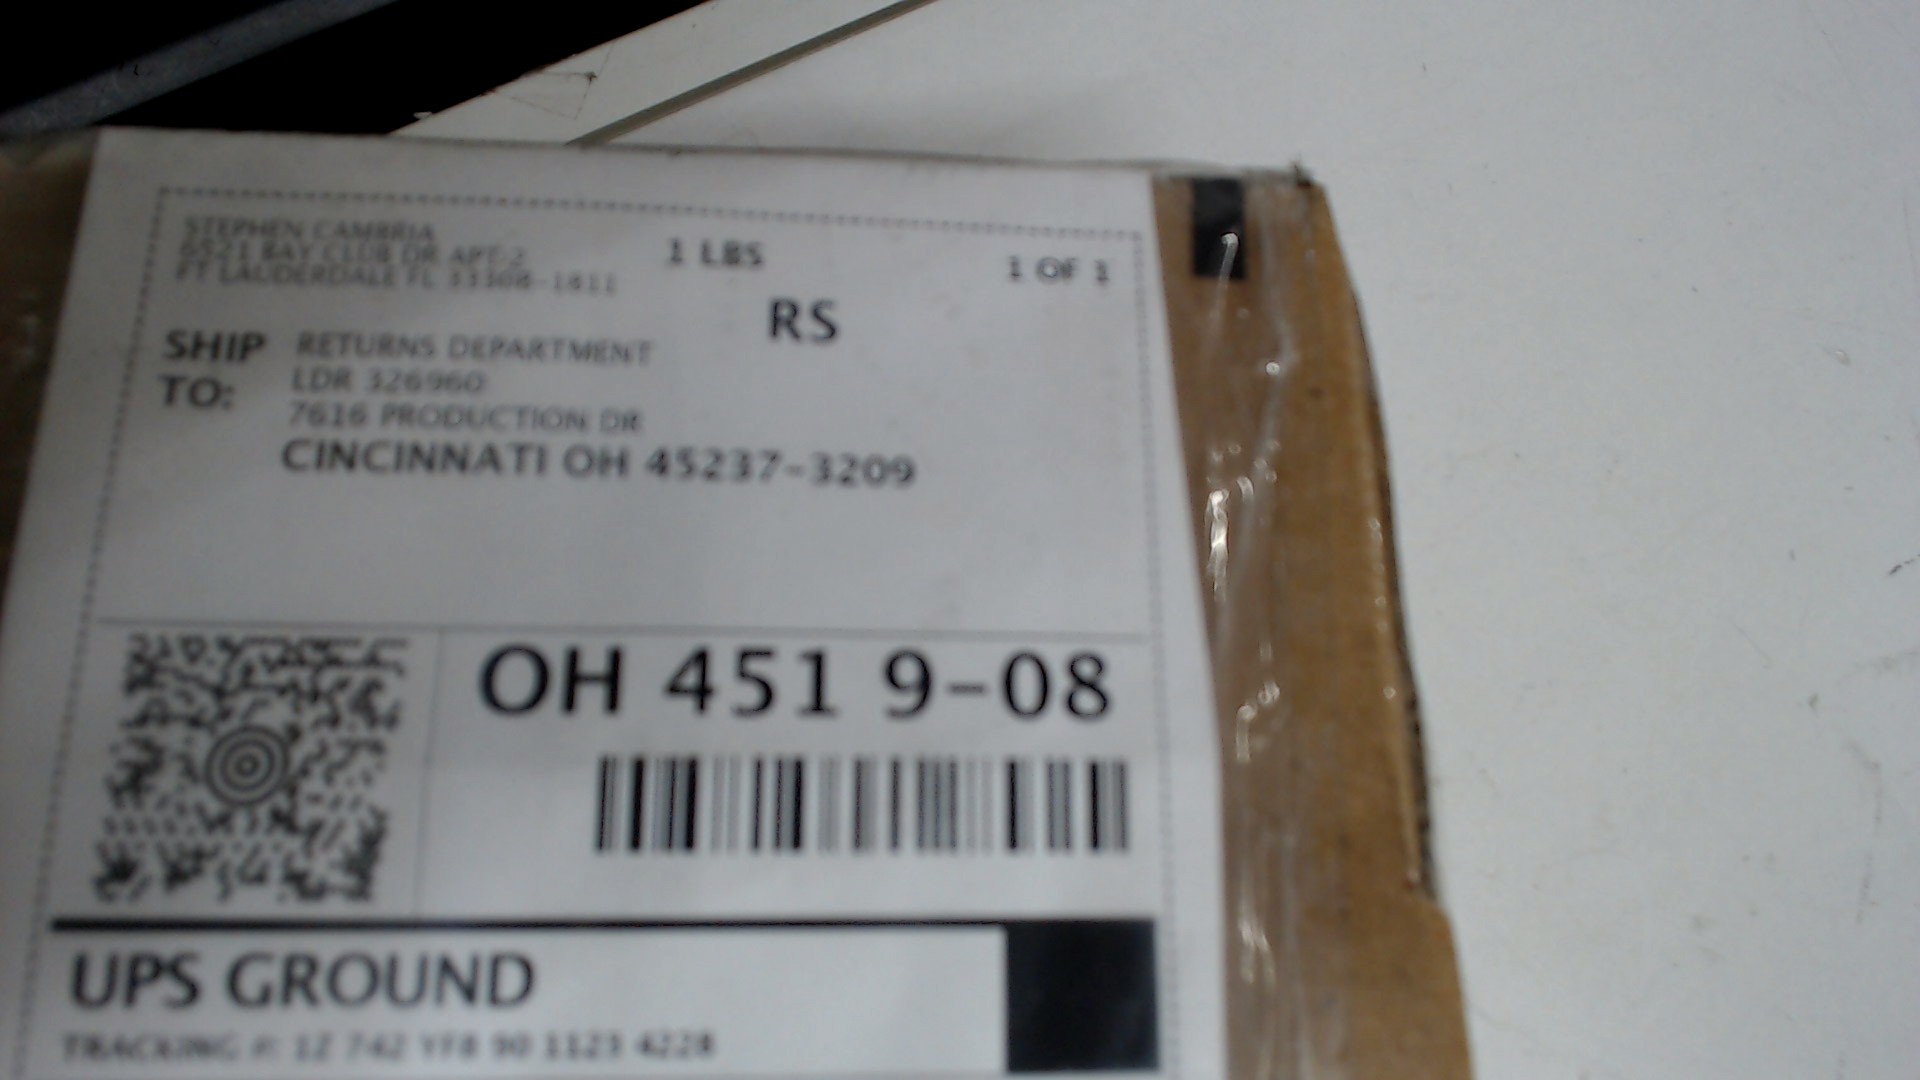 STEPHEN CAMBRIA
5521 BAY CLUB DR APT-2
FT LAUDERDALE FL 33308-1811
1 LBS
1 OF 1
RS
SHIP TO:
RETURNS DEPARTMENT
LDR 326960
7616 PRODUCTION DR
CINCINNATI OH 45237-3209
OH 451 9-08
UPS GROUND
TRACKING #: 1Z 742 YF8 90 1123 4228